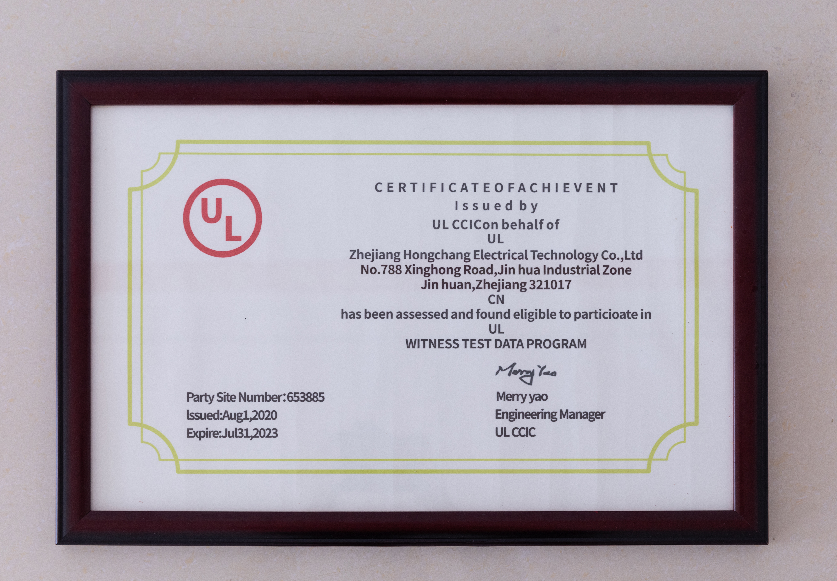 UL
CERTIFICATEOFACHIEVENT
Issued by
UL CCICon behalf of
UL
Zhejiang Hongchang Electrical Technology Co.,Ltd
No.788 Xinghong Road,Jin hua Industrial Zone
Jin huan,Zhejiang 321017
CN
has been assessed and found eligible to particioate in
UL
WITNESS TEST DATA PROGRAM
Merry Yao
Party Site Number:653885
Merry yao
Issued:Aug1,2020
Engineering Manager
Expire:Jul31,2023
UL CCIC